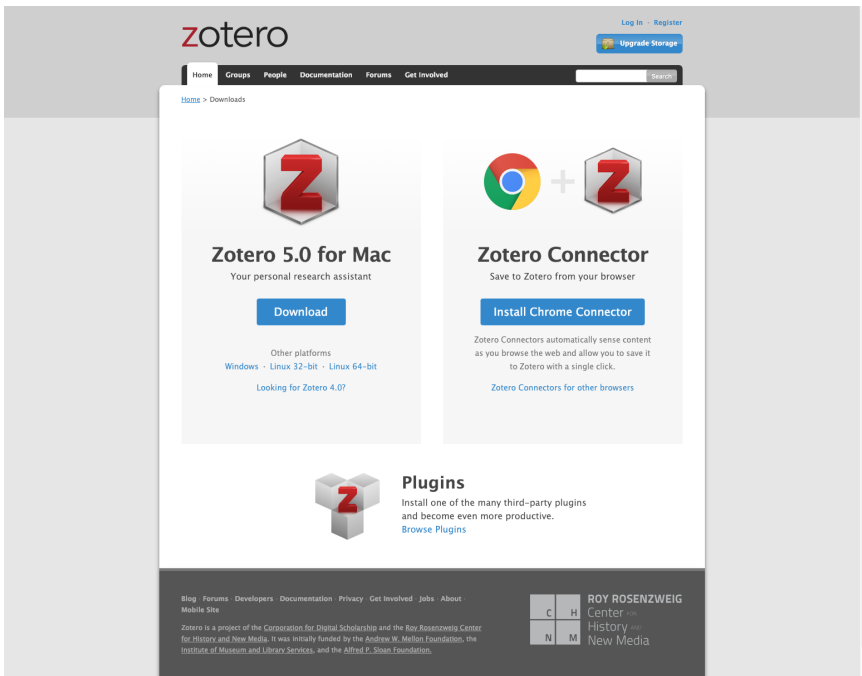 zotero
Log In · Register
Upgrade Storage
Home Groups People Documentation Forums Get Involved
Search
Home > Downloads
Z
Z
Zotero 5.0 for Mac
Your personal research assistant
Download
Other platforms
Windows · Linux 32-bit · Linux 64-bit
Looking for Zotero 4.0?
Zotero Connector
Save to Zotero from your browser
Install Chrome Connector
Zotero Connectors automatically sense content
as you browse the web and allow you to save it
to Zotero with a single click.
Zotero Connectors for other browsers
Z
Plugins
Install one of the many third-party plugins
and become even more productive.
Browse Plugins
Blog · Forums · Developers · Documentation · Privacy · Get Involved · Jobs · About ·
Mobile Site
Zotero is a project of the Corporation for Digital Scholarship and the Roy Rosenzweig Center
for History and New Media. It was initially funded by the Andrew W. Mellon Foundation, the
Institute of Museum and Library Services, and the Alfred P. Sloan Foundation.
C H
N M
ROY ROSENZWEIG
Center FOR
History AND
New Media